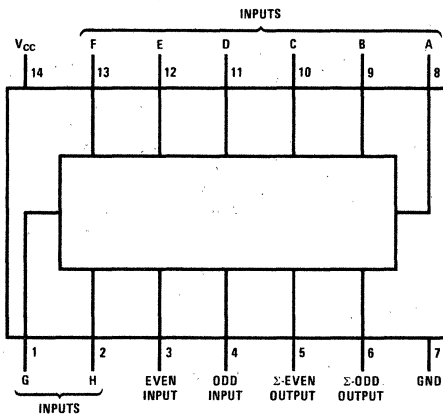 INPUTS
V_CC F E D C B A
14 13 12 11 10 9 8
1 2 3 4 5 6 7
G H EVEN INPUT ODD INPUT Σ-EVEN OUTPUT Σ-ODD OUTPUT GND
INPUTS